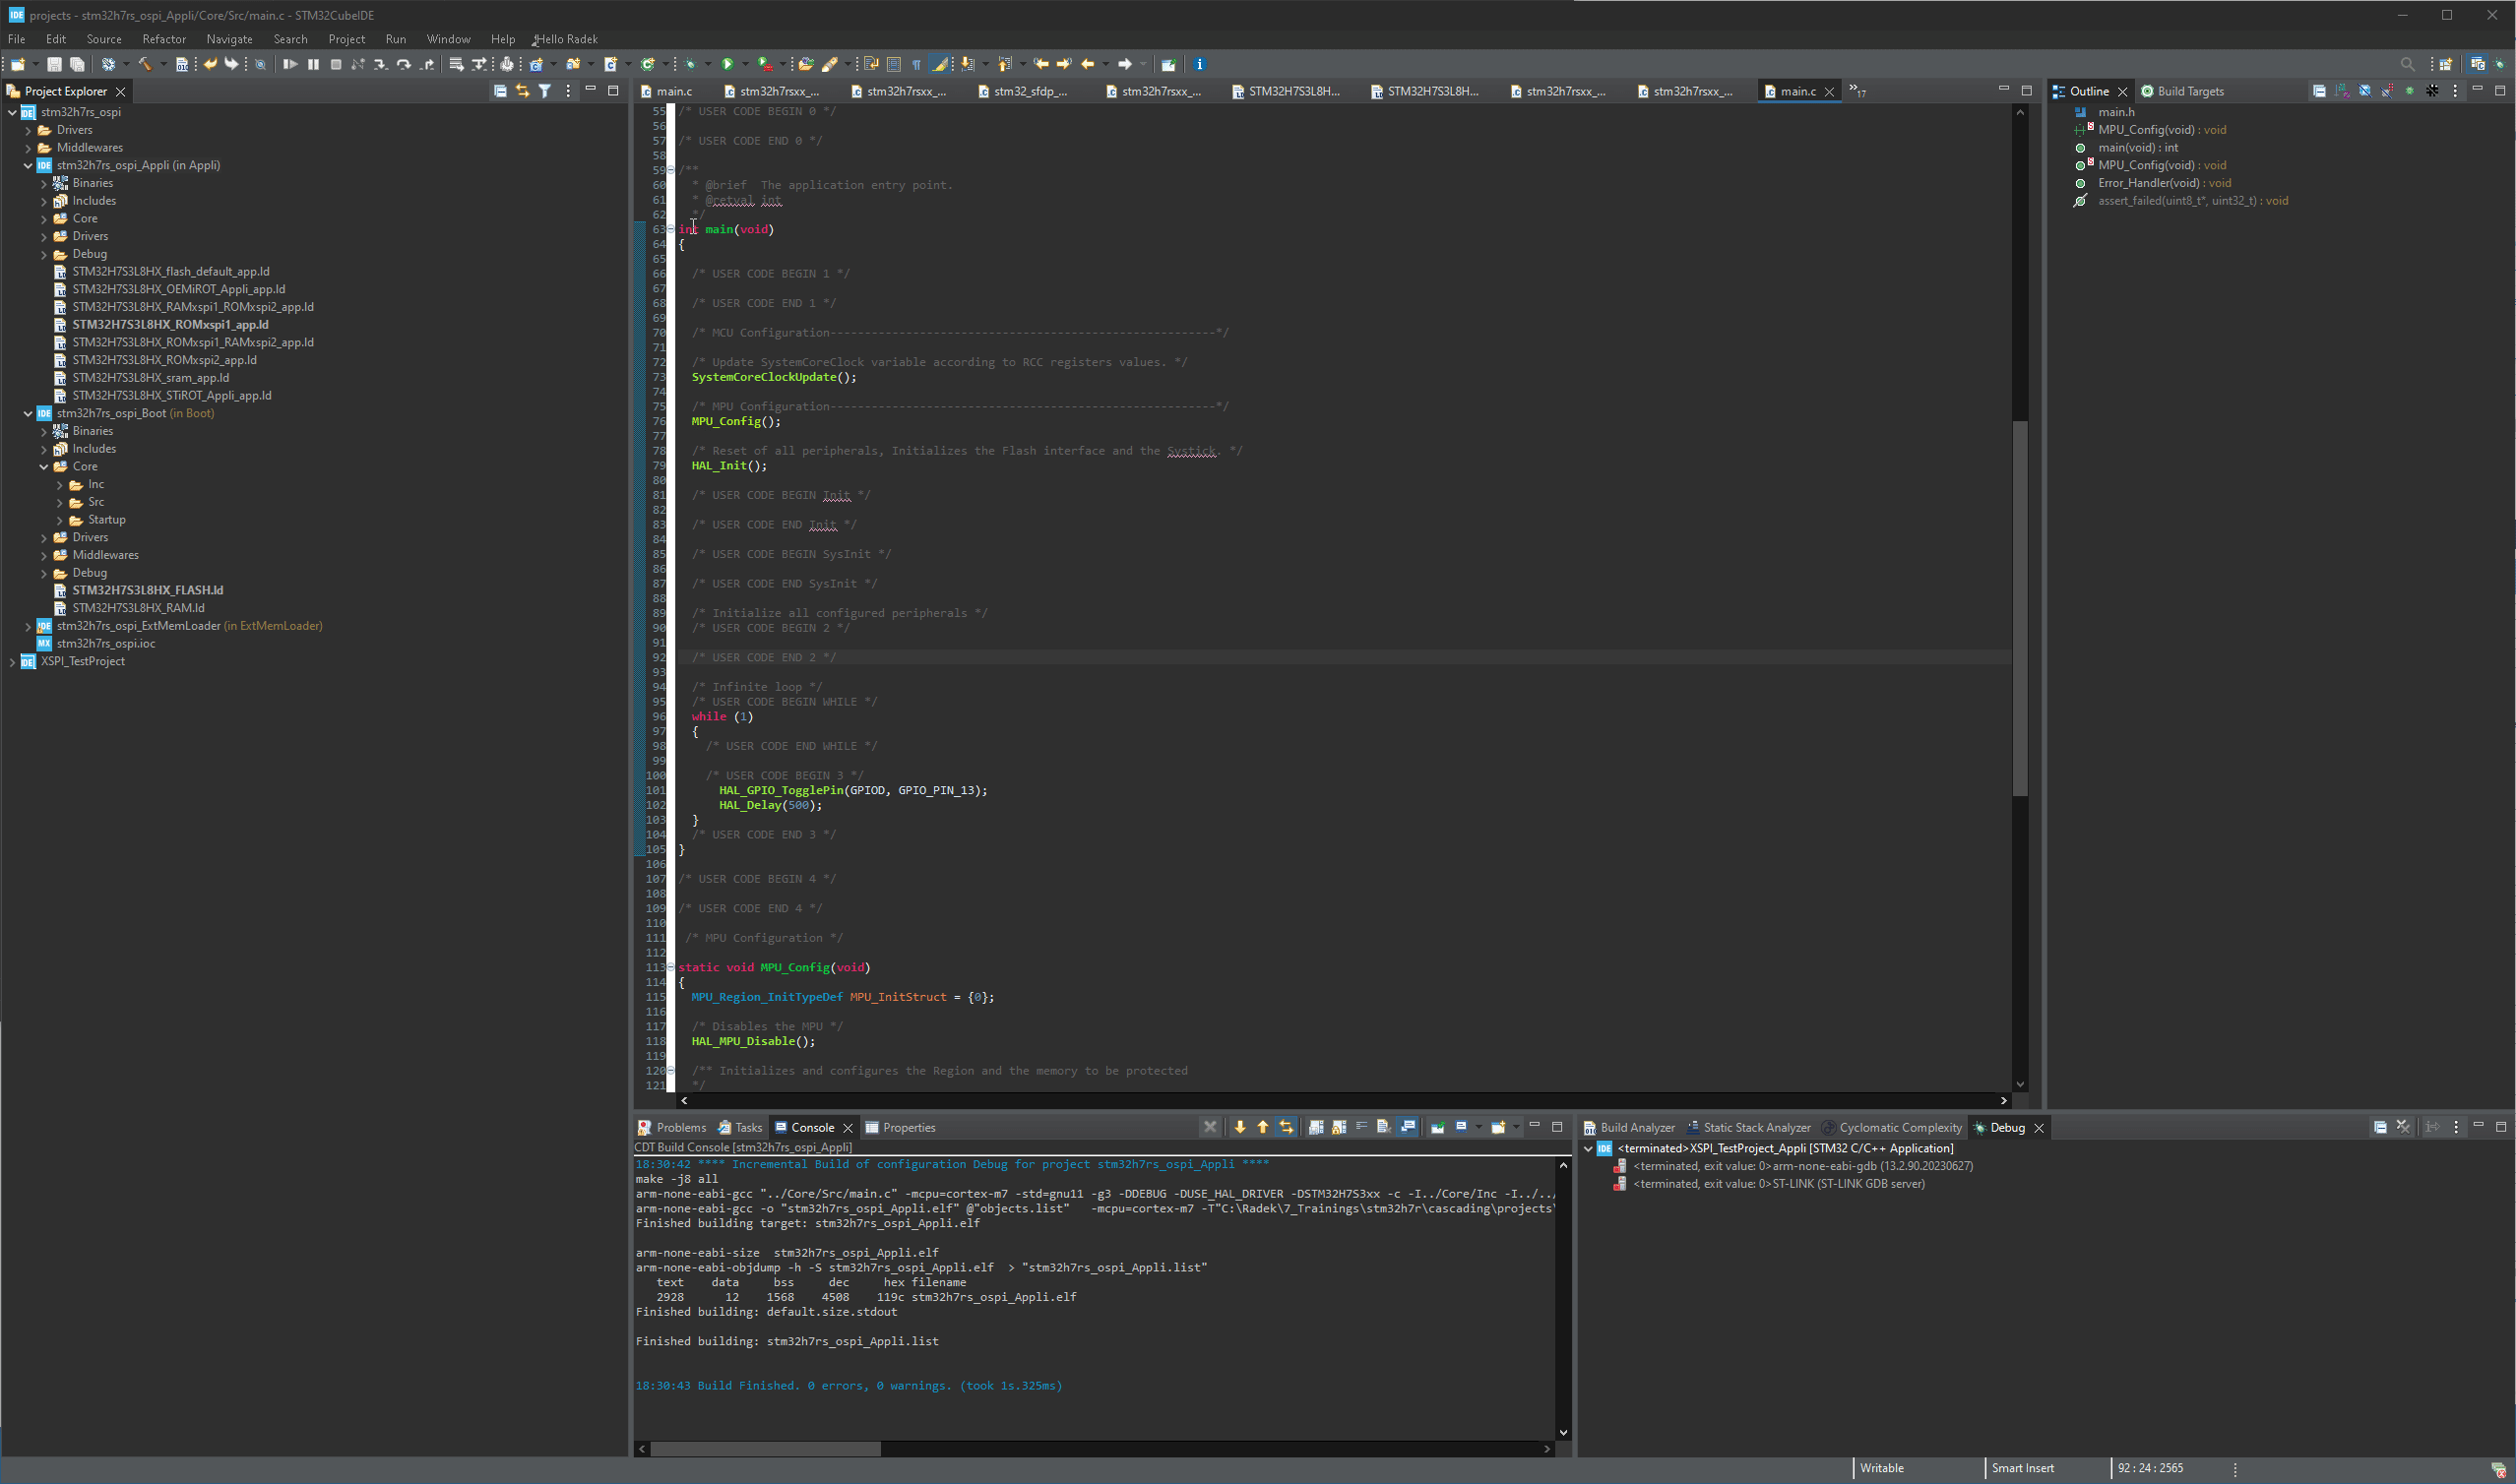 IDE projects - stm32h7rs_ospi_Appli/Core/Src/main.c - STM32CubeIDE
File Edit Source Refactor Navigate Search Project Run Window Help Hello Radek
Project Explorer
stm32h7rs_ospi
Drivers
Middlewares
stm32h7rs_ospi_Appli (in Appli)
Binaries
Includes
Core
Drivers
Debug
STM32H7S3L8HX_flash_default_app.ld
STM32H7S3L8HX_OEMiROT_Appli_app.ld
STM32H7S3L8HX_RAMxspi1_ROMxspi2_app.ld
STM32H7S3L8HX_ROMxspi1_app.ld
STM32H7S3L8HX_ROMxspi1_RAMxspi2_app.ld
STM32H7S3L8HX_ROMxspi2_app.ld
STM32H7S3L8HX_sram_app.ld
STM32H7S3L8HX_STiROT_Appli_app.ld
stm32h7rs_ospi_Boot (in Boot)
Binaries
Includes
Core
Inc
Src
Startup
Drivers
Middlewares
Debug
STM32H7S3L8HX_FLASH.ld
STM32H7S3L8HX_RAM.ld
stm32h7rs_ospi_ExtMemLoader (in ExtMemLoader)
MX stm32h7rs_ospi.ioc
XSPI_TestProject
main.c stm32h7rsxx_... stm32h7rsxx_... stm32_sfdp_... stm32h7rsxx_... STM32H7S3L8H... STM32H7S3L8H... stm32h7rsxx_... stm32h7rsxx_... main.c »17
55 /* USER CODE BEGIN 0 */
56
57 /* USER CODE END 0 */
58
59 /**
60 * @brief  The application entry point.
61 * @retval int
62 */
63 int main(void)
64 {
65
66 /* USER CODE BEGIN 1 */
67
68 /* USER CODE END 1 */
69
70 /* MCU Configuration--------------------------------------------------------*/
71
72 /* Update SystemCoreClock variable according to RCC registers values. */
73 SystemCoreClockUpdate();
74
75 /* MPU Configuration--------------------------------------------------------*/
76 MPU_Config();
77
78 /* Reset of all peripherals, Initializes the Flash interface and the Systick. */
79 HAL_Init();
80
81 /* USER CODE BEGIN Init */
82
83 /* USER CODE END Init */
84
85 /* USER CODE BEGIN SysInit */
86
87 /* USER CODE END SysInit */
88
89 /* Initialize all configured peripherals */
90 /* USER CODE BEGIN 2 */
91
92 /* USER CODE END 2 */
93
94 /* Infinite loop */
95 /* USER CODE BEGIN WHILE */
96 while (1)
97 {
98 /* USER CODE END WHILE */
99
100 /* USER CODE BEGIN 3 */
101 HAL_GPIO_TogglePin(GPIOD, GPIO_PIN_13);
102 HAL_Delay(500);
103 }
104 /* USER CODE END 3 */
105 }
106
107 /* USER CODE BEGIN 4 */
108
109 /* USER CODE END 4 */
110
111 /* MPU Configuration */
112
113 static void MPU_Config(void)
114 {
115 MPU_Region_InitTypeDef MPU_InitStruct = {0};
116
117 /* Disables the MPU */
118 HAL_MPU_Disable();
119
120 /** Initializes and configures the Region and the memory to be protected
121 */
Outline Build Targets
main.h
MPU_Config(void) : void
main(void) : int
MPU_Config(void) : void
Error_Handler(void) : void
assert_failed(uint8_t*, uint32_t) : void
Problems Tasks Console Properties
CDT Build Console [stm32h7rs_ospi_Appli]
18:30:42 **** Incremental Build of configuration Debug for project stm32h7rs_ospi_Appli ****
make -j8 all
arm-none-eabi-gcc "../Core/Src/main.c" -mcpu=cortex-m7 -std=gnu11 -g3 -DDEBUG -DUSE_HAL_DRIVER -DSTM32H7S3xx -c -I../Core/Inc -I../../
arm-none-eabi-gcc -o "stm32h7rs_ospi_Appli.elf" @"objects.list"   -mcpu=cortex-m7 -T"C:\Radek\7_Trainings\stm32h7r\cascading\projects\
Finished building target: stm32h7rs_ospi_Appli.elf
arm-none-eabi-size  stm32h7rs_ospi_Appli.elf
arm-none-eabi-objdump -h -S stm32h7rs_ospi_Appli.elf  > "stm32h7rs_ospi_Appli.list"
text data bss dec hex filename
2928 12 1568 4508 119c stm32h7rs_ospi_Appli.elf
Finished building: default.size.stdout
Finished building: stm32h7rs_ospi_Appli.list
18:30:43 Build Finished. 0 errors, 0 warnings. (took 1s.325ms)
Build Analyzer Static Stack Analyzer Cyclomatic Complexity Debug
<terminated>XSPI_TestProject_Appli [STM32 C/C++ Application]
<terminated, exit value: 0>arm-none-eabi-gdb (13.2.90.20230627)
<terminated, exit value: 0>ST-LINK (ST-LINK GDB server)
Writable Smart Insert 92 : 24 : 2565